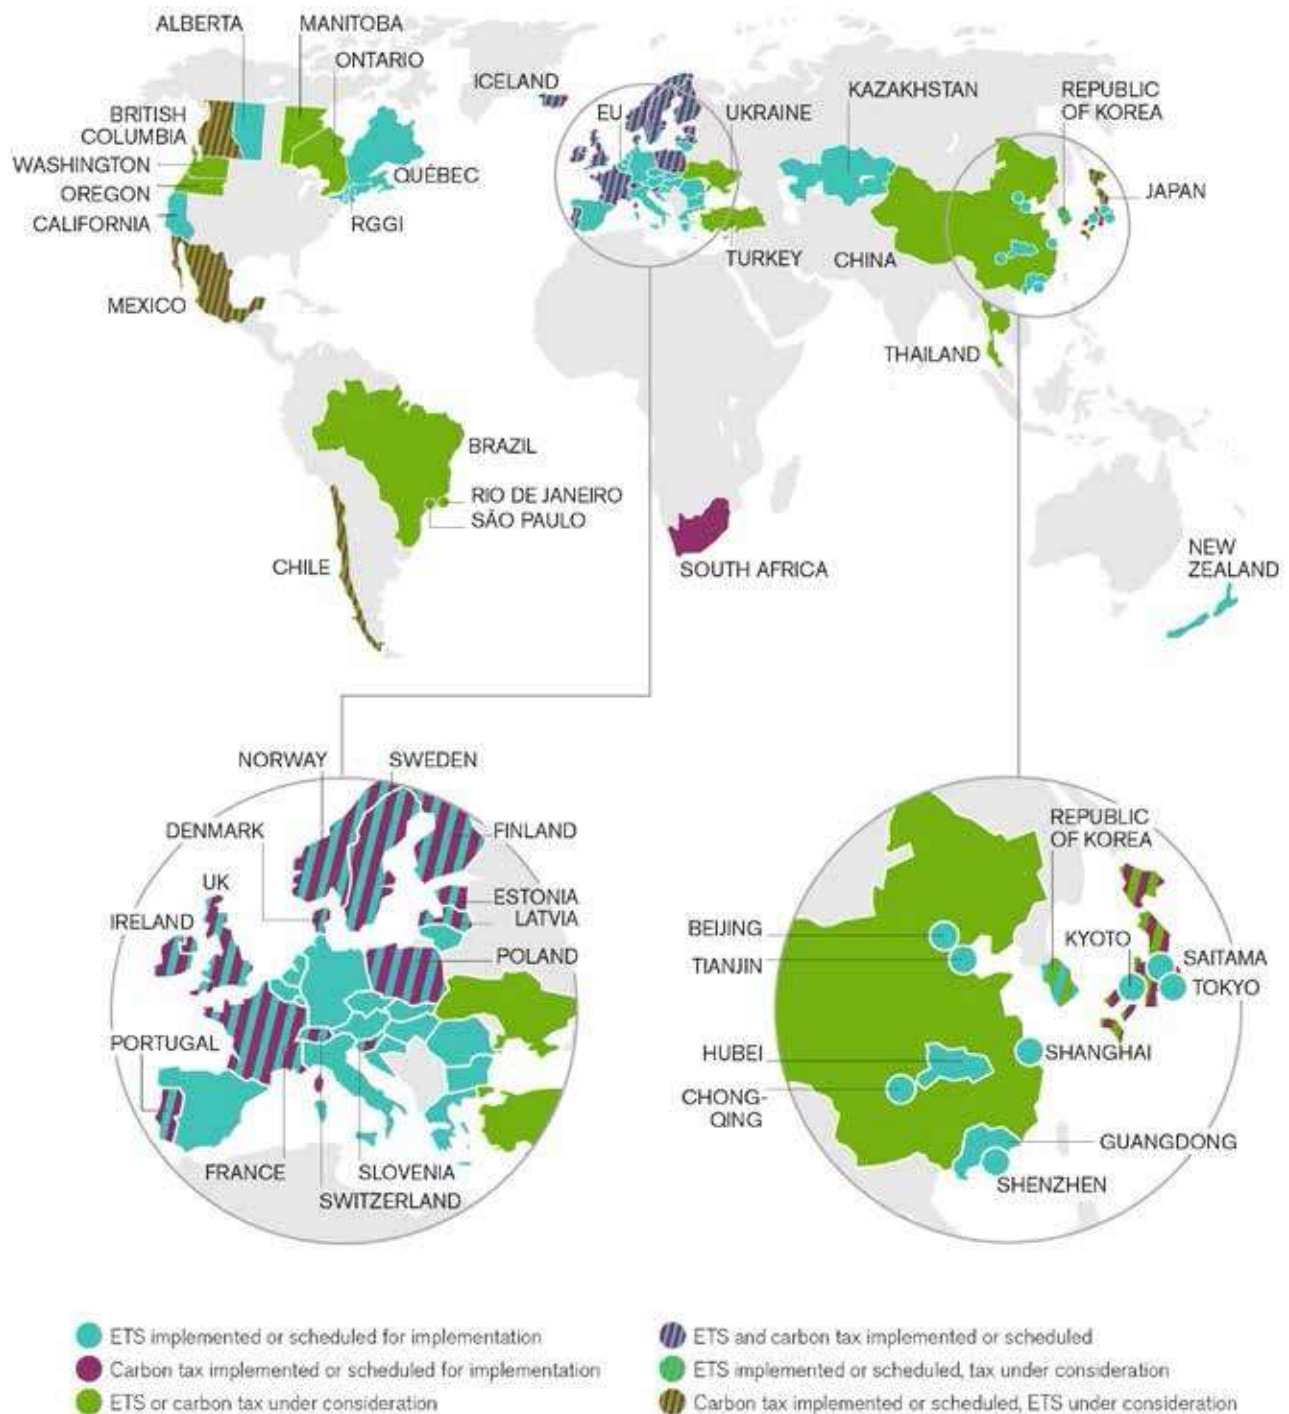 ALBERTA
MANITOBA
ONTARIO
ICELAND
EU
UKRAINE
KAZAKHSTAN
REPUBLIC
OF KOREA
BRITISH
COLUMBIA
WASHINGTON
OREGON
CALIFORNIA
QUÉBEC
RGGI
JAPAN
MEXICO
TURKEY
CHINA
THAILAND
BRAZIL
RIO DE JANEIRO
SÃO PAULO
CHILE
SOUTH AFRICA
NEW
ZEALAND
NORWAY
SWEDEN
DENMARK
FINLAND
UK
IRELAND
ESTONIA
LATVIA
POLAND
PORTUGAL
FRANCE
SLOVENIA
SWITZERLAND
REPUBLIC
OF KOREA
BEIJING
TIANJIN
KYOTO
SAITAMA
TOKYO
HUBEI
SHANGHAI
CHONG-
QING
GUANGDONG
SHENZHEN
ETS implemented or scheduled for implementation
Carbon tax implemented or scheduled for implementation
ETS or carbon tax under consideration
ETS and carbon tax implemented or scheduled
ETS implemented or scheduled, tax under consideration
Carbon tax implemented or scheduled, ETS under consideration